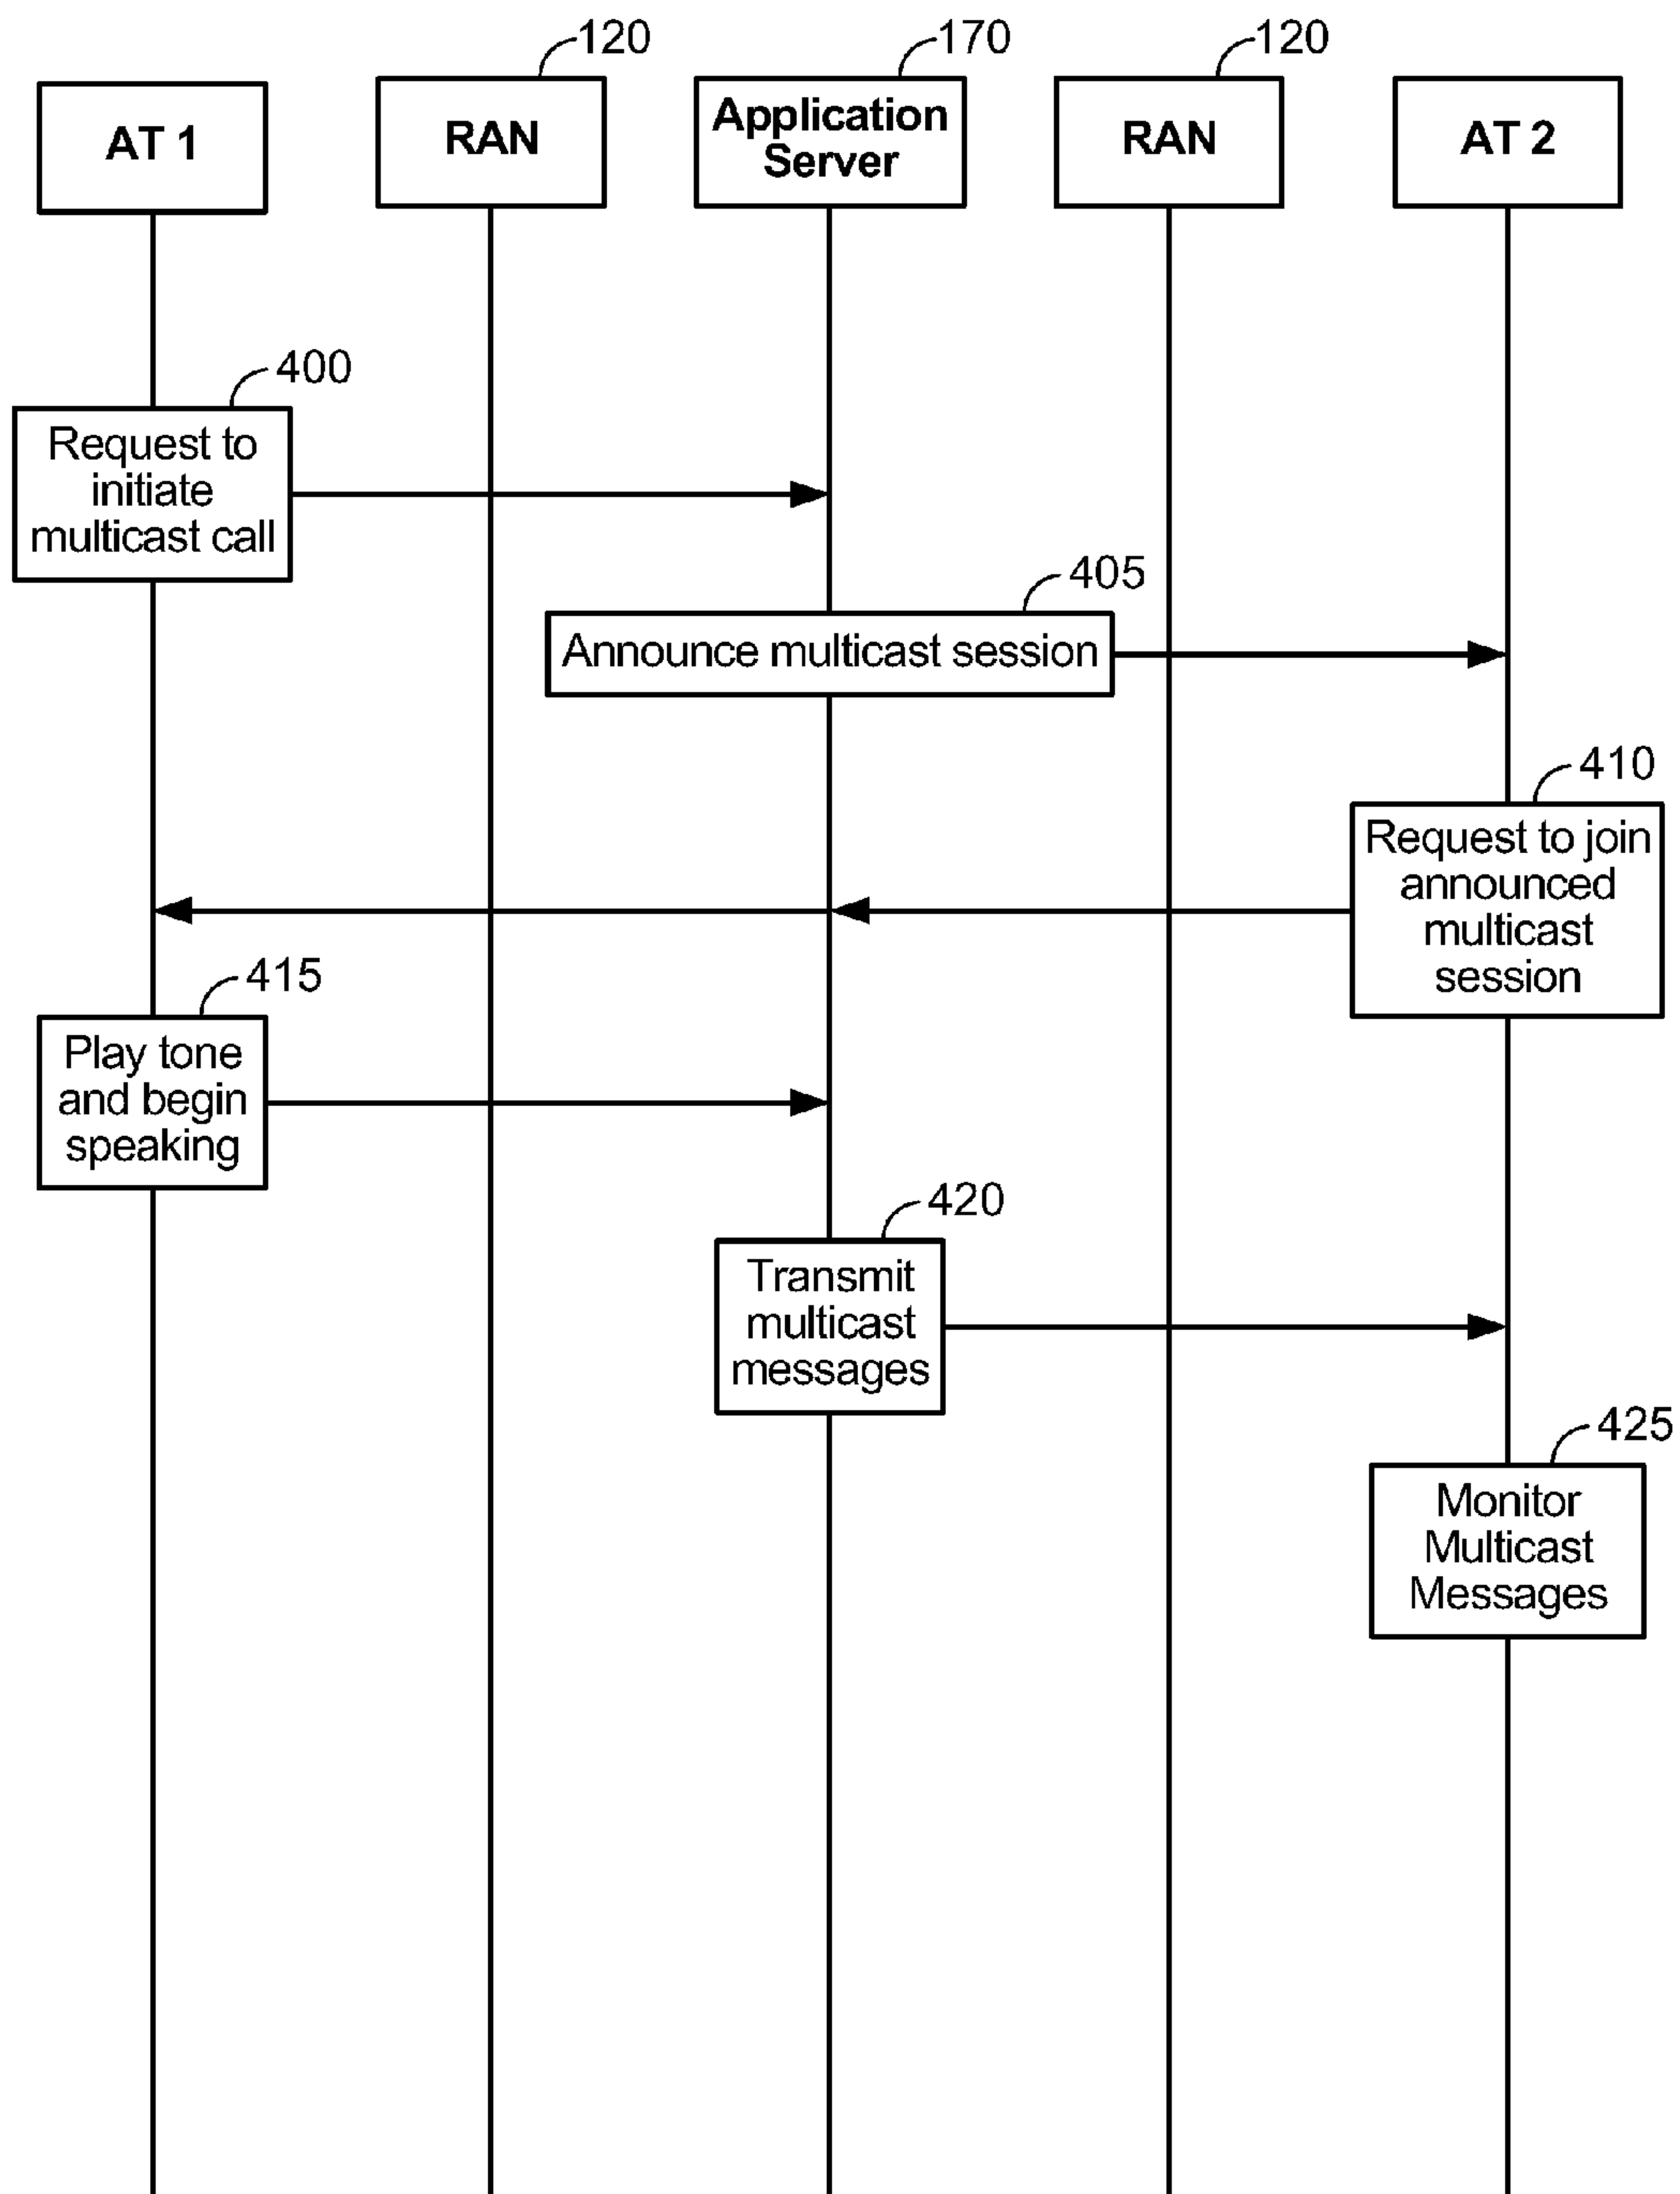 120
170
120
AT 1
RAN
Application
Server
RAN
AT 2
400
Request to
initiate
multicast call
405
Announce multicast session
410
Request to join
announced
multicast
session
415
Play tone
and begin
speaking
420
Transmit
multicast
messages
425
Monitor
Multicast
Messages